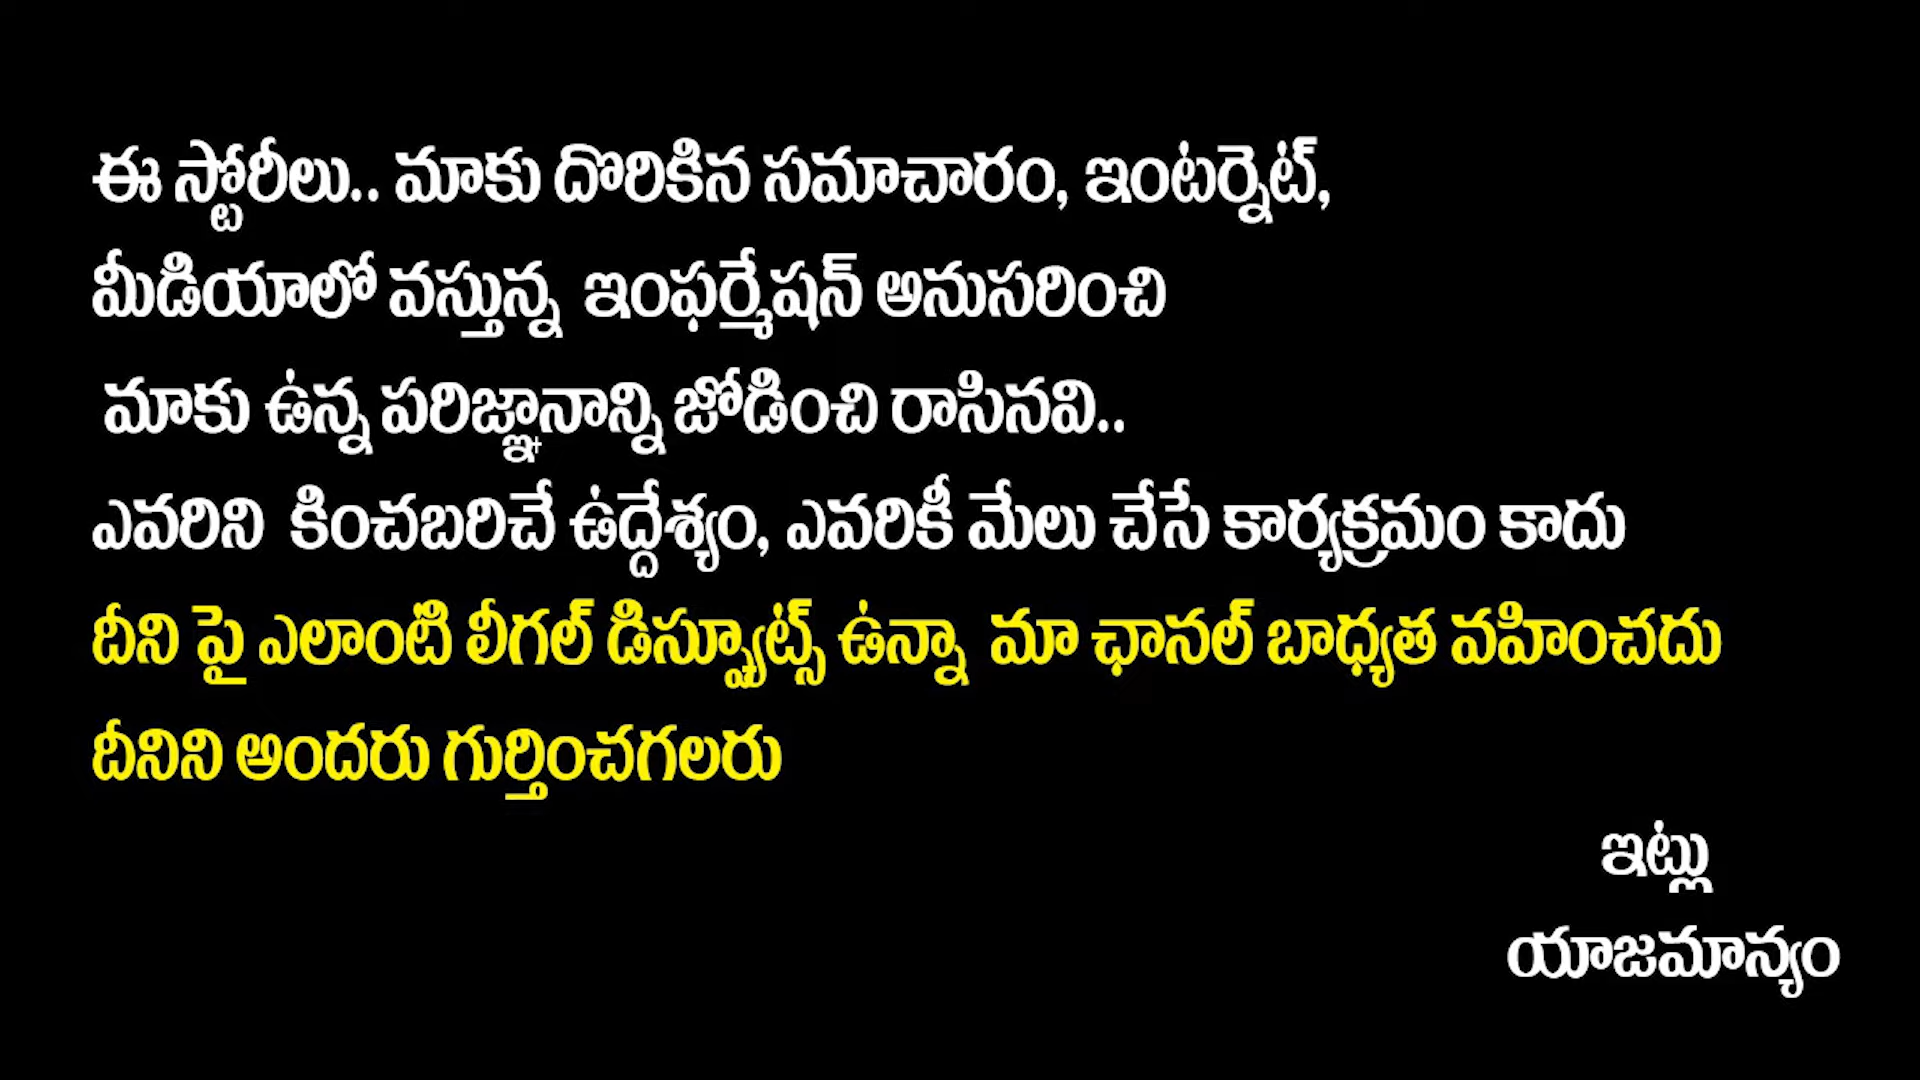 ఈ స్టోరీలు.. మాకు దొరికిన సమాచారం, ఇంటర్నెట్,
మీడియాలో వస్తున్న ఇంఫర్మేషన్ అనుసరించి
మాకు ఉన్న పరిజ్ఞానాన్ని జోడించి రాసినవి..
ఎవరిని కించబరిచే ఉద్దేశ్యం, ఎవరికీ మేలు చేసే కార్యక్రమం కాదు
దీని పై ఎలాంటి లీగల్ డిస్ప్యూట్స్ ఉన్నా మా ఛానల్ బాధ్యత వహించదు
దీనిని అందరు గుర్తించగలరు
ఇట్లు
యాజమాన్యం